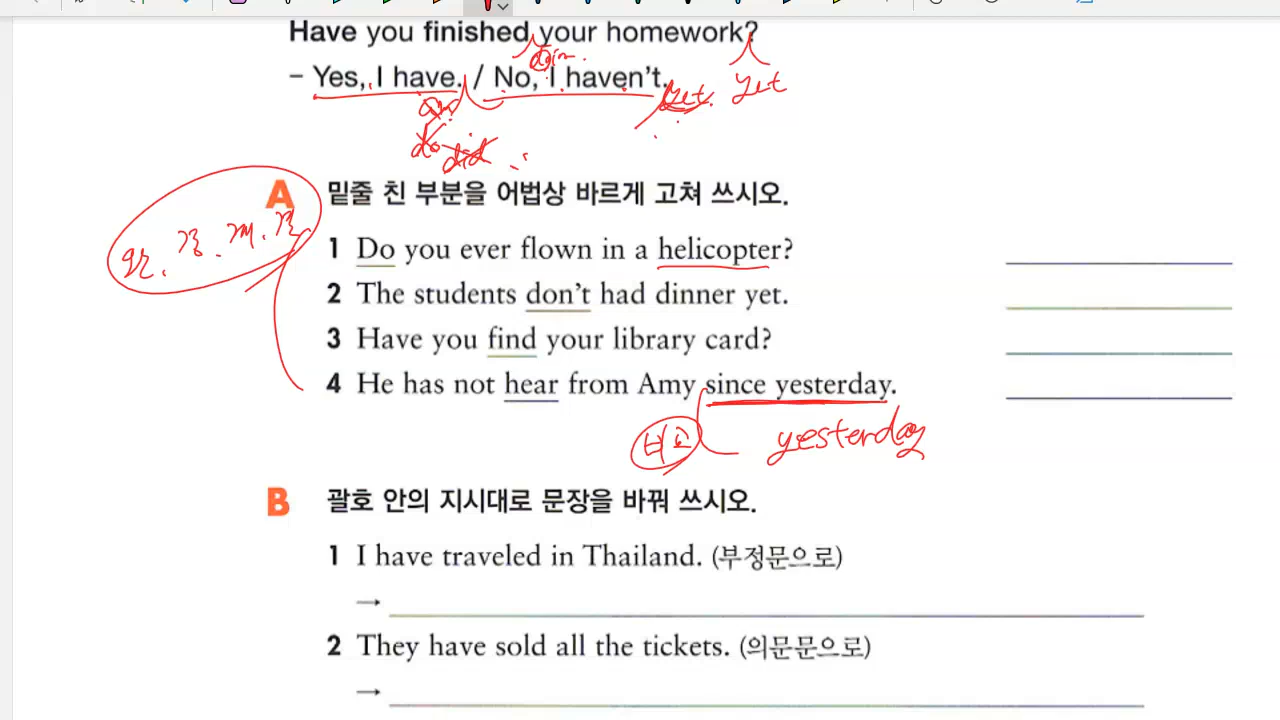 Have you finished your homework?
yet
– Yes, I have. / No, I haven't.
yet.
do did
A 밑줄 친 부분을 어법상 바르게 고쳐 쓰시오.
1 Do you ever flown in a helicopter?
2 The students don't had dinner yet.
3 Have you find your library card?
4 He has not hear from Amy since yesterday.
비교 yesterday
B 괄호 안의 지시대로 문장을 바꿔 쓰시오.
1 I have traveled in Thailand. (부정문으로)
→
2 They have sold all the tickets. (의문문으로)
→